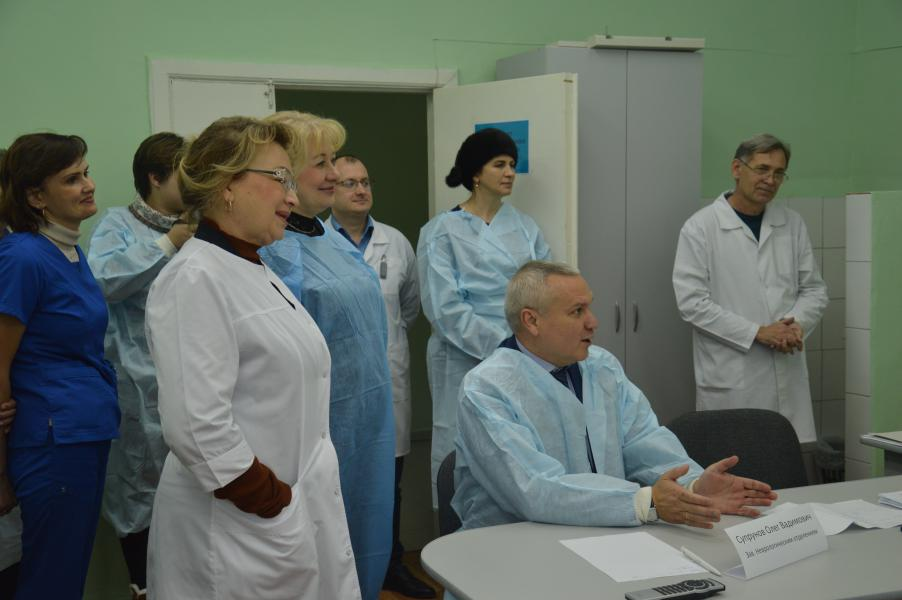 Супрунов Олег Вадимович
Зав. Неврологическим отделением